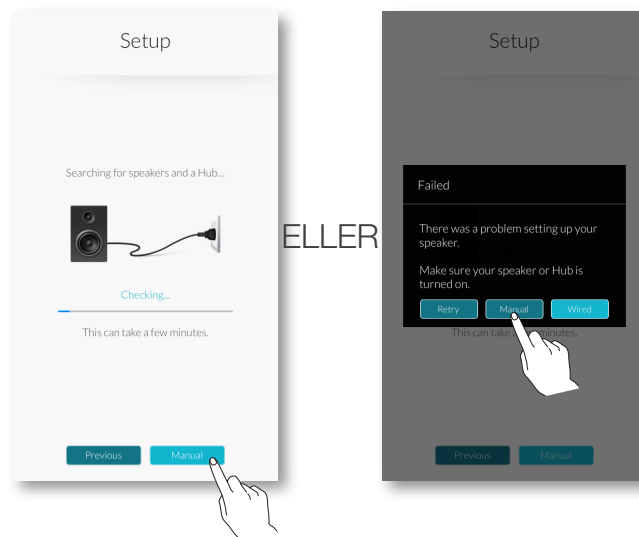 Setup
Searching for speakers and a Hub...
Checking...
This can take a few minutes.
Previous
Manual
ELLER
Setup
Failed
There was a problem setting up your
speaker.
Make sure your speaker or Hub is
turned on.
Retry
Manual
Wired
This can take a few minutes.
Previous
Manual